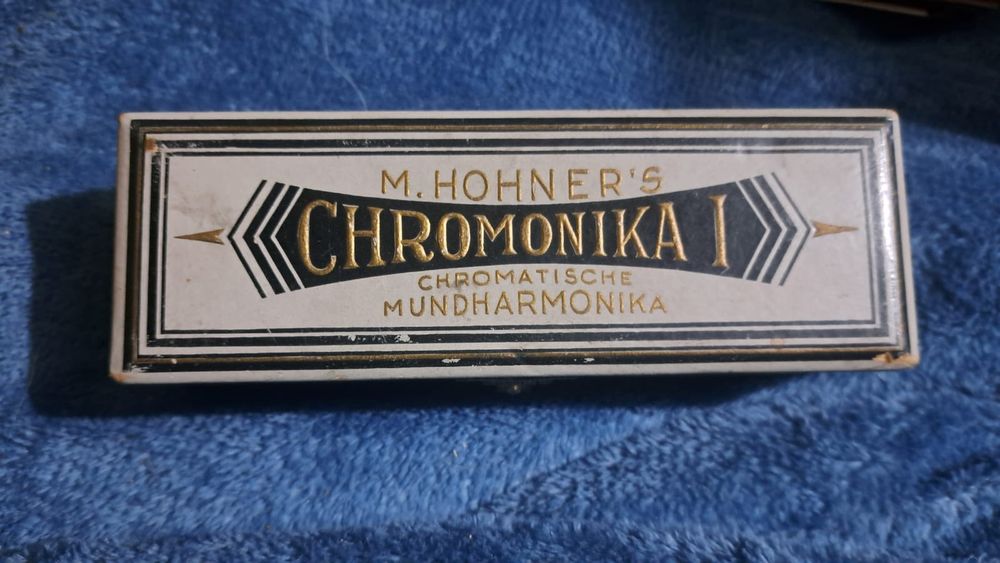 M. HOHNER'S
CHROMONIKA I
CHROMATISCHE
MUNDHARMONIKA